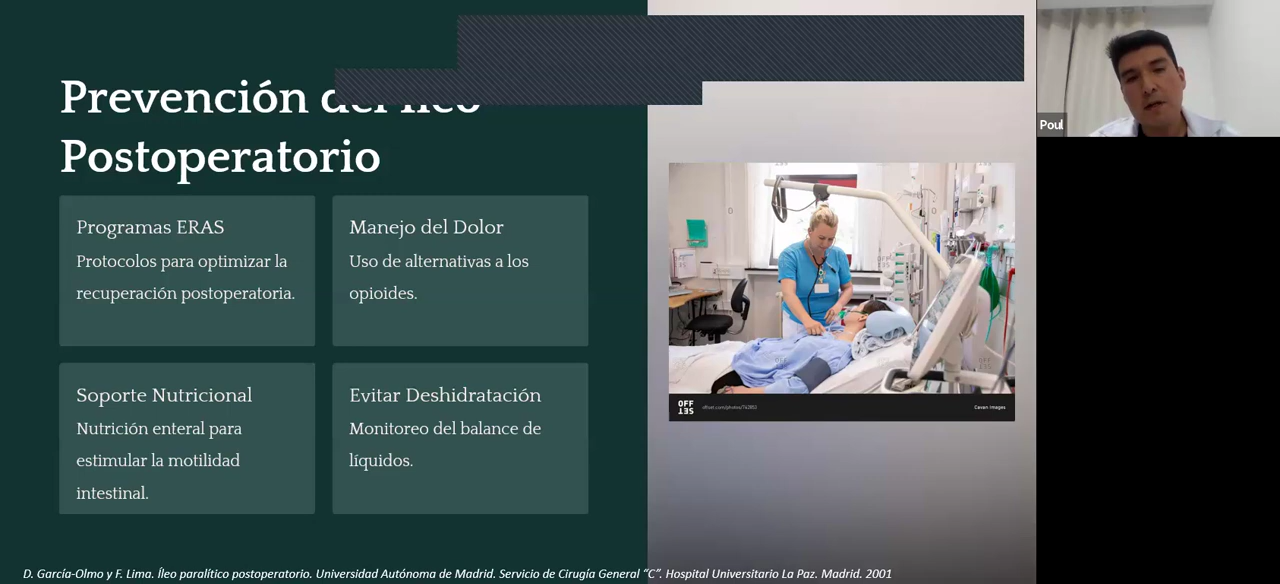 Prevención
Postoperatorio
Programas ERAS
Protocolos para optimizar la
recuperación postoperatoria.
Manejo del Dolor
Uso de alternativas a los
opioides.
Soporte Nutricional
Nutrición enteral para
estimular la motilidad
intestinal.
Evitar Deshidratación
Monitoreo del balance de
líquidos.
OFF
SET
Cavan Images
Poul
D. García-Olmo y F. Lima. Íleo paralítico postoperatorio. Universidad Autónoma de Madrid. Servicio de Cirugía General “C”. Hospital Universitario La Paz. Madrid. 2001